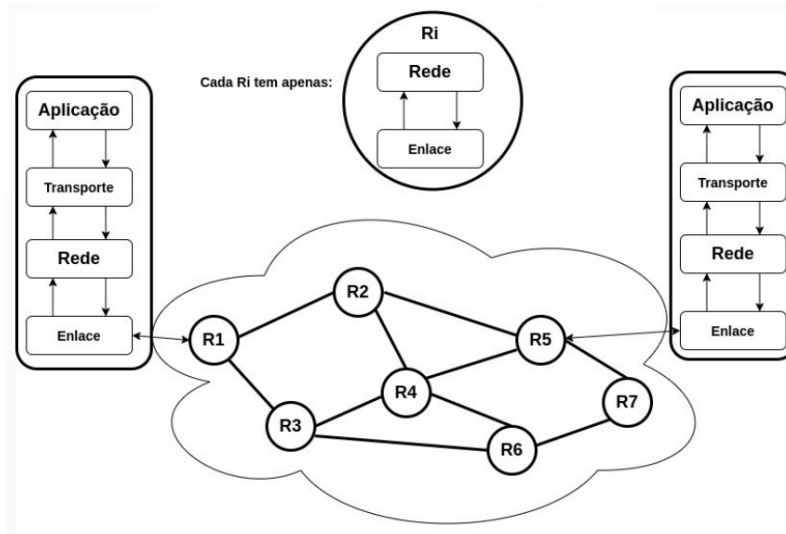 Ri
Cada Ri tem apenas:
Rede
Enlace
Aplicação
Transporte
Rede
Enlace
Aplicação
Transporte
Rede
Enlace
R1
R2
R3
R4
R5
R6
R7